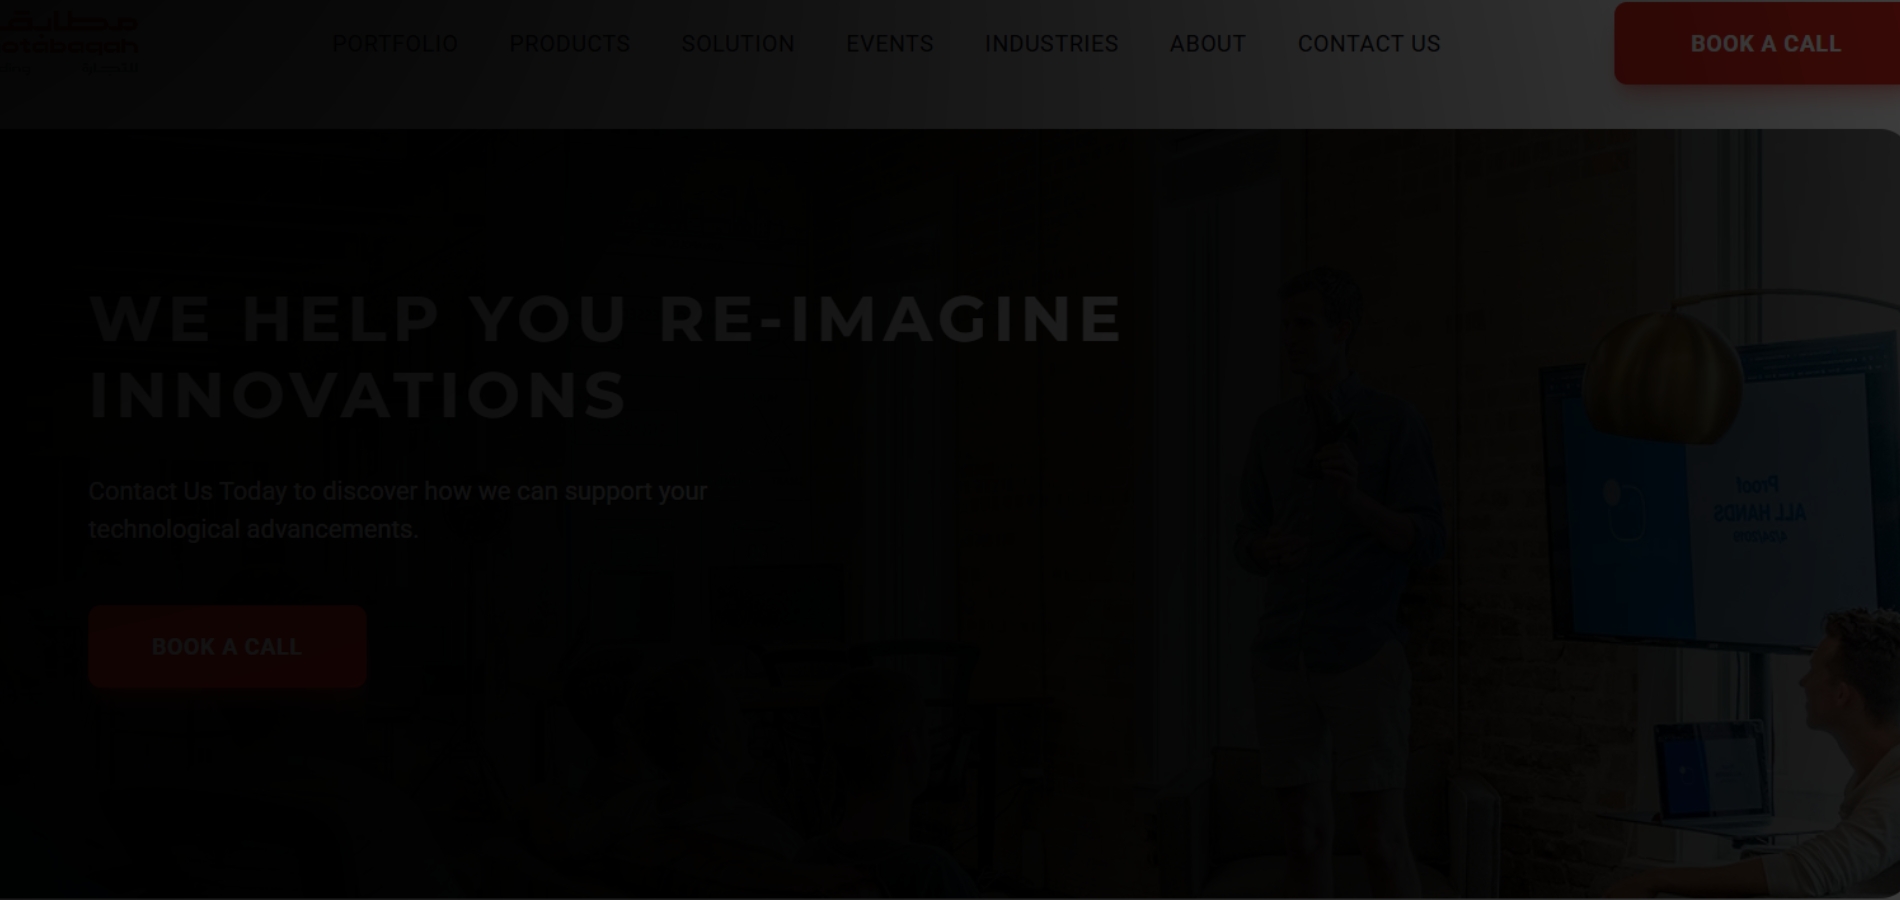 مطابقة
PORTFOLIO PRODUCTS SOLUTION EVENTS INDUSTRIES ABOUT CONTACT US BOOK A CALL
WE HELP YOU RE-IMAGINE
INNOVATIONS
Contact Us Today to discover how we can support your
technological advancements.
BOOK A CALL
Proof
ALL HANDS